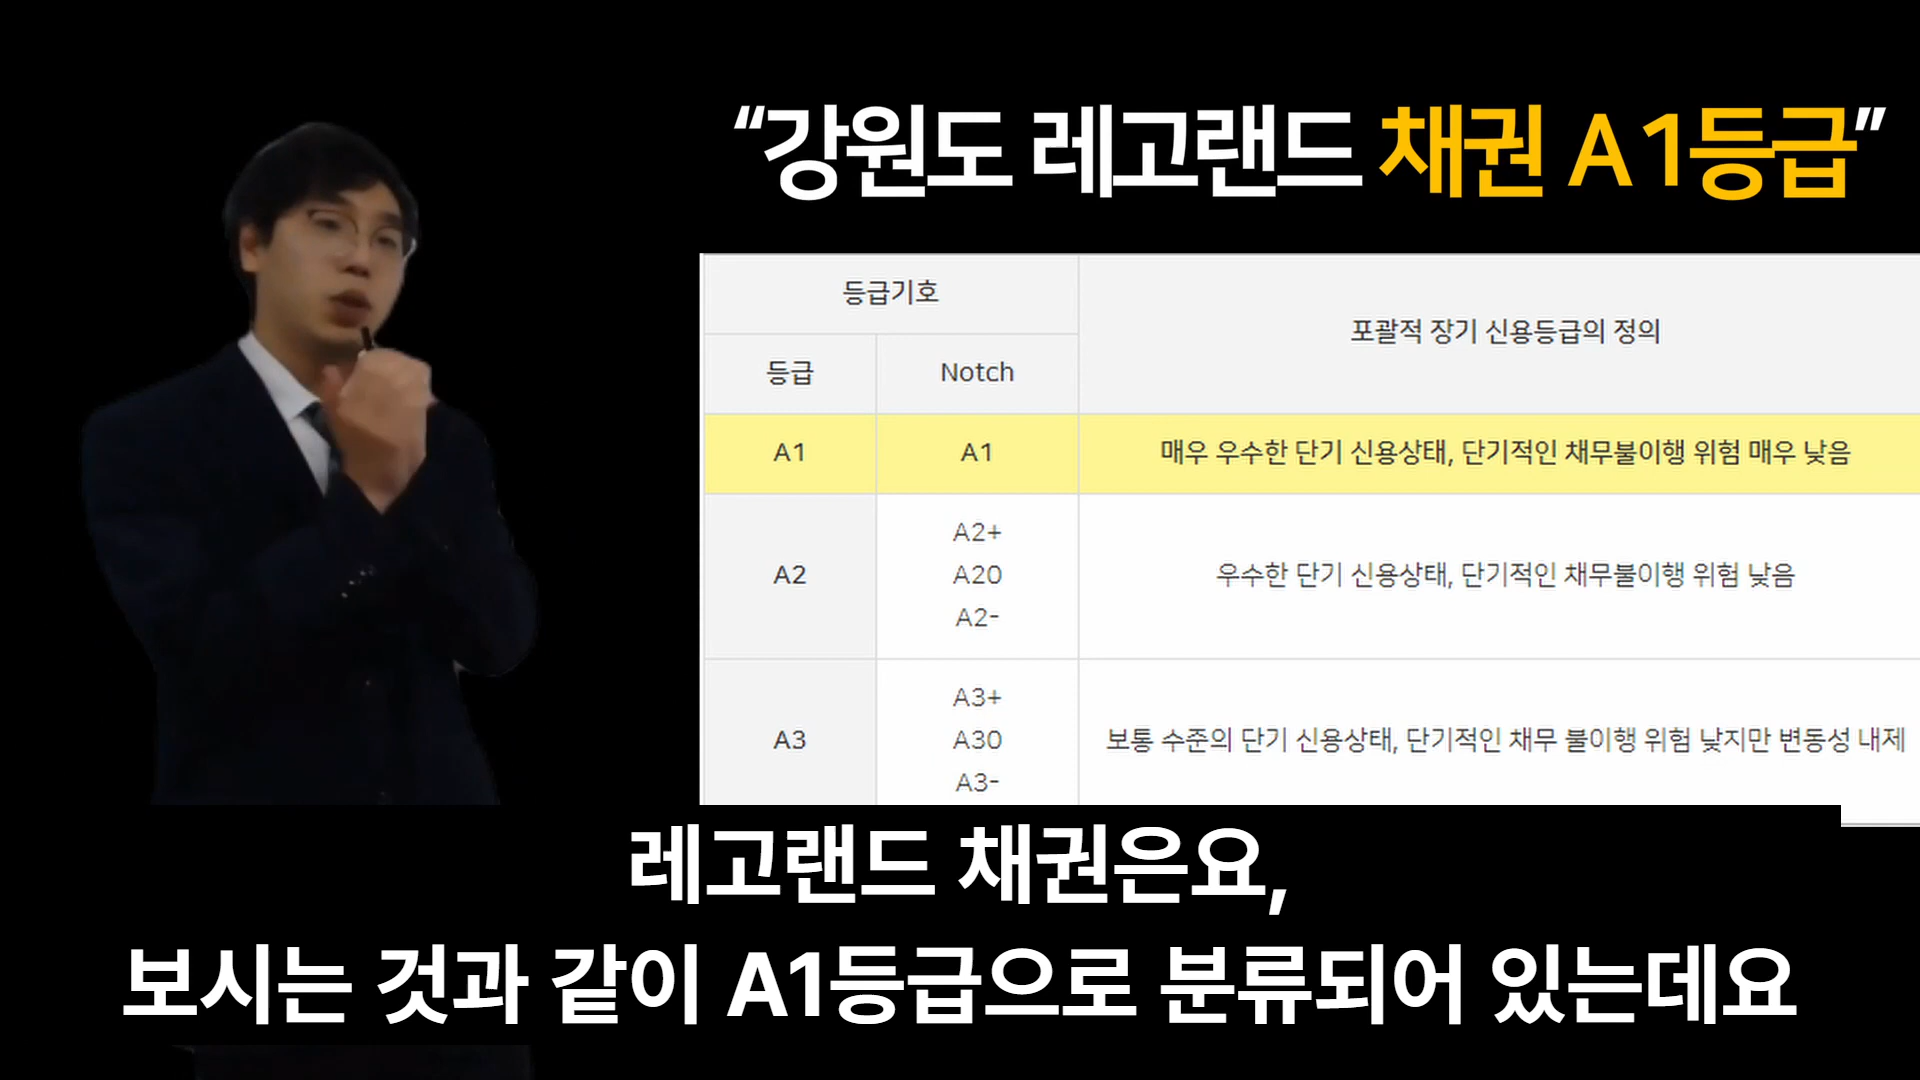 “강원도 레고랜드 채권 A1등급”
등급기호
포괄적 장기 신용등급의 정의
등급
Notch
A1
A1
매우 우수한 단기 신용상태, 단기적인 채무불이행 위험 매우 낮음
A2
A2+
A20
A2-
우수한 단기 신용상태, 단기적인 채무불이행 위험 낮음
A3
A3+
A30
A3-
보통 수준의 단기 신용상태, 단기적인 채무 불이행 위험 낮지만 변동성 내제
레고랜드 채권은요,
보시는 것과 같이 A1등급으로 분류되어 있는데요